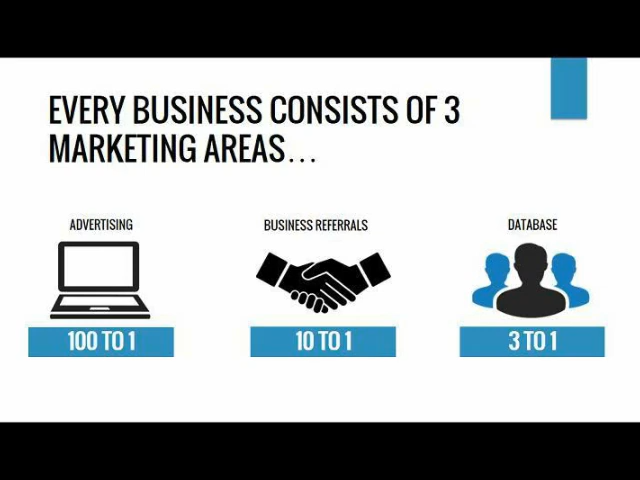 EVERY BUSINESS CONSISTS OF 3
MARKETING AREAS...
ADVERTISING
BUSINESS REFERRALS
DATABASE
100 TO 1
10 TO 1
3 TO 1